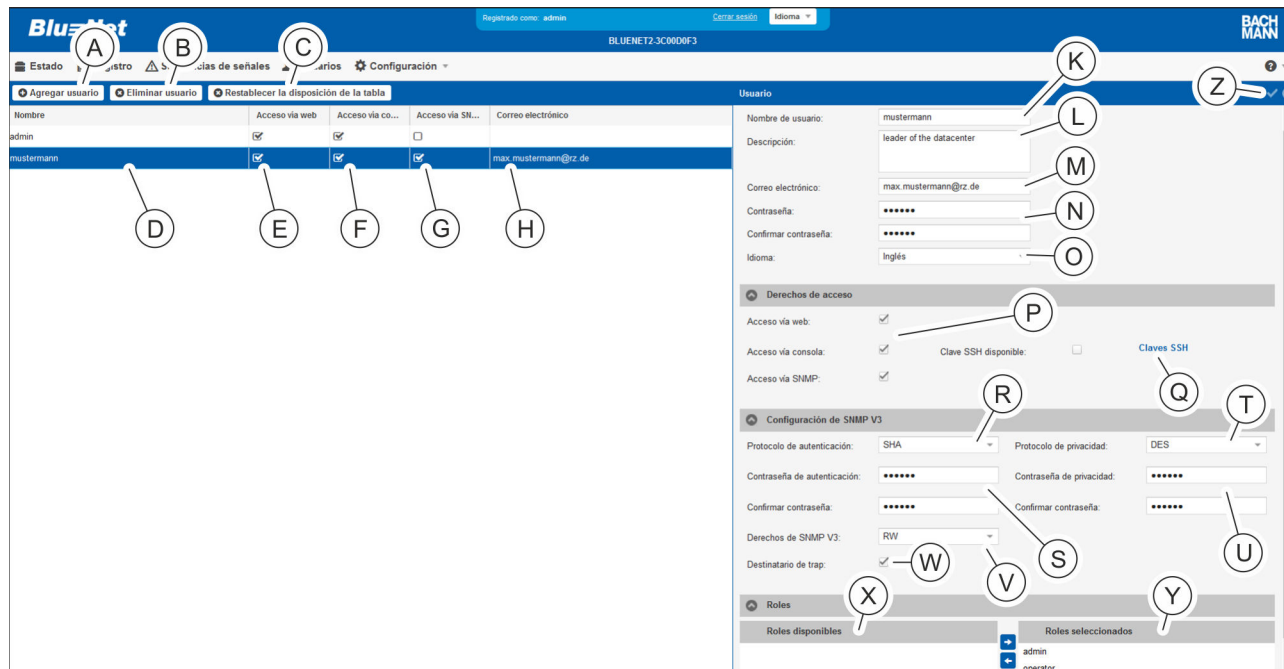 Registrado como: admin Cerrar sesión Idioma
BACH
MANN
BLUENET2-3C00D0F3
A B C K Z
Estado Configuración
Agregar usuario Eliminar usuario Restablecer la disposición de la tabla
Usuario
Nombre Acceso via web Acceso via co... Acceso via SN... Correo electrónico
admin
mustermann max.mustermann@rz.de
D E F G H
Nombre de usuario: mustermann
L
Descripción: leader of the datacenter
M
Correo electrónico: max.mustermann@rz.de
Contraseña: ●●●●●●
N
Confirmar contraseña: ●●●●●●
Idioma: Inglés
O
Derechos de acceso
Acceso vía web:
P
Acceso vía consola: Clave SSH disponible: Claves SSH
Acceso vía SNMP:
Q
R T
Configuración de SNMP V3
Protocolo de autenticación: SHA Protocolo de privacidad: DES
Contraseña de autenticación: ●●●●●● Contraseña de privacidad: ●●●●●●
Confirmar contraseña: ●●●●●● Confirmar contraseña: ●●●●●●
Derechos de SNMP V3: RW
S U
Destinatario de trap:
W V
X Y
Roles
Roles disponibles Roles seleccionados
admin
operator